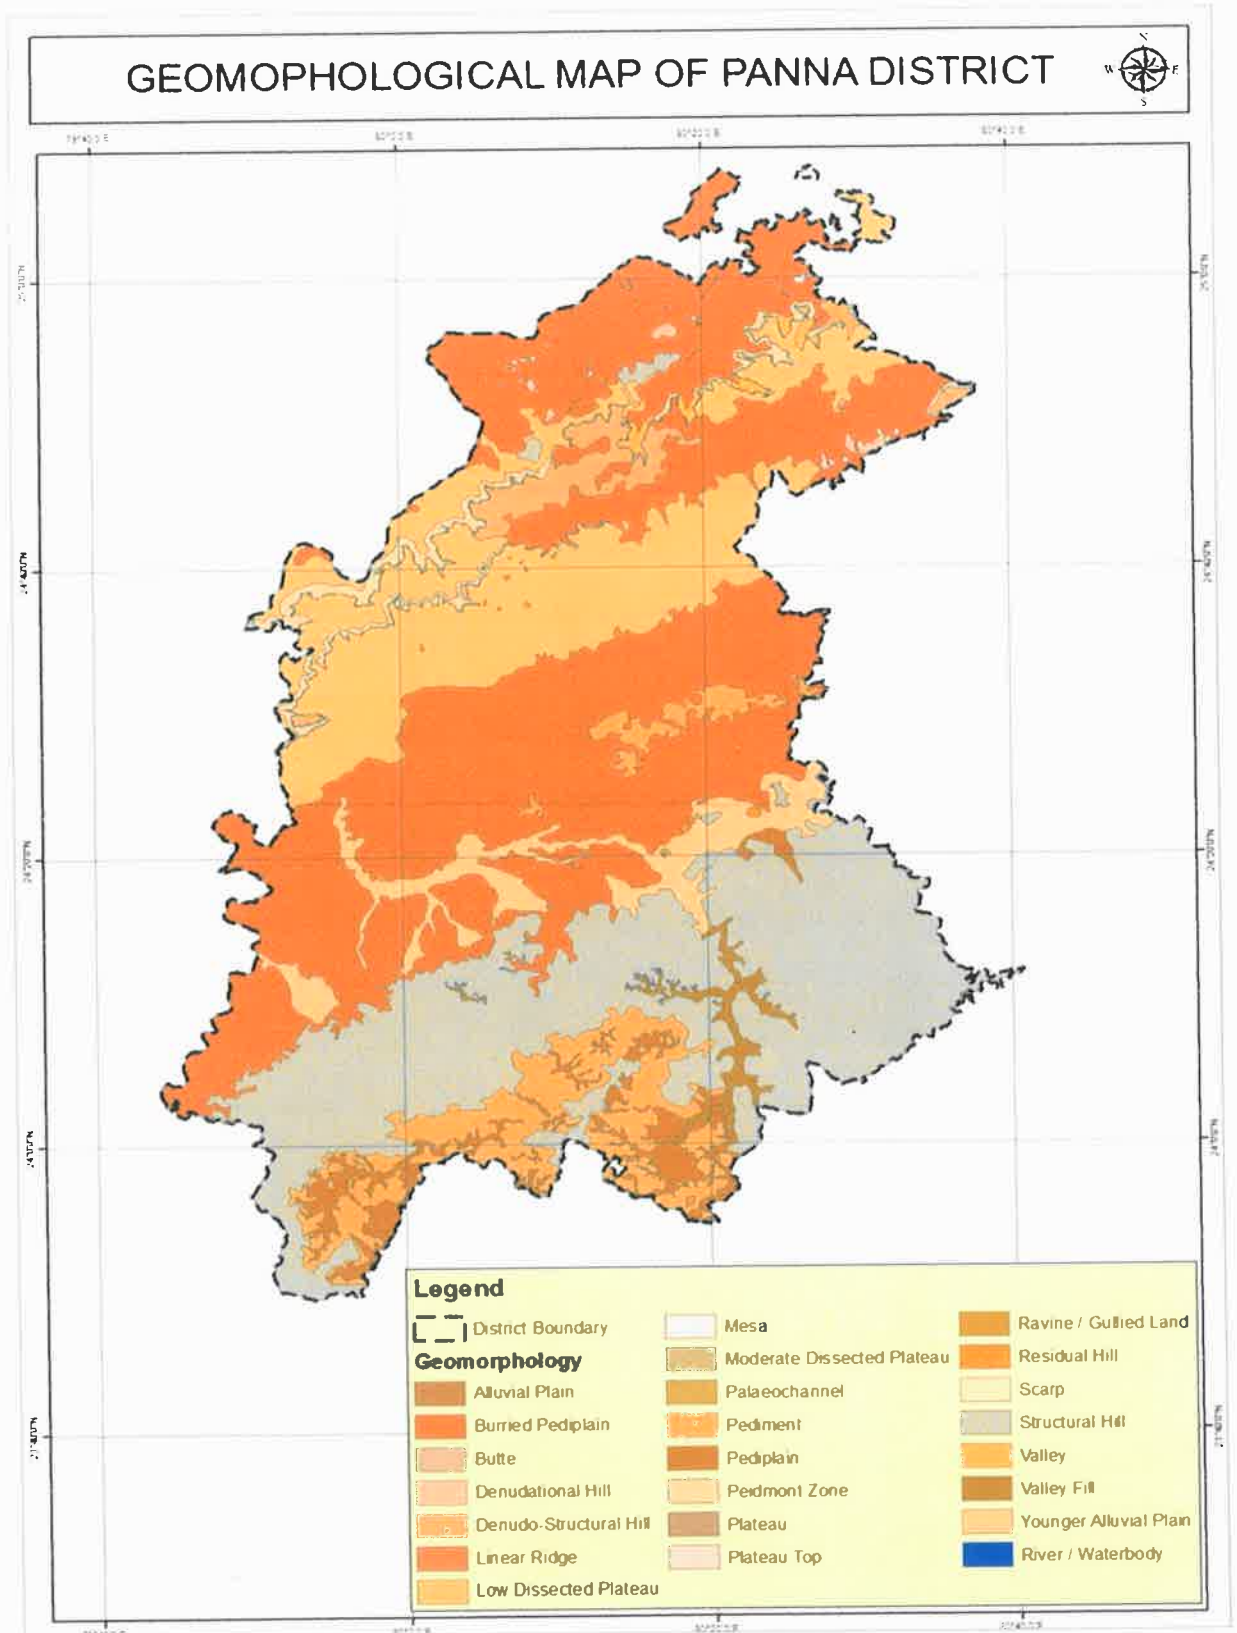 GEOMOPHOLOGICAL MAP OF PANNA DISTRICT
N
W
E
S
Legend
District Boundary
Geomorphology
Alluvial Plain
Burried Pediplain
Butte
Denudational Hill
Denudo-Structural Hill
Linear Ridge
Low Dissected Plateau
Mesa
Moderate Dissected Plateau
Palaeochannel
Pediment
Pediplain
Peidmont Zone
Plateau
Plateau Top
Ravine / Gullied Land
Residual Hill
Scarp
Structural Hill
Valley
Valley Fill
Younger Alluvial Plain
River / Waterbody